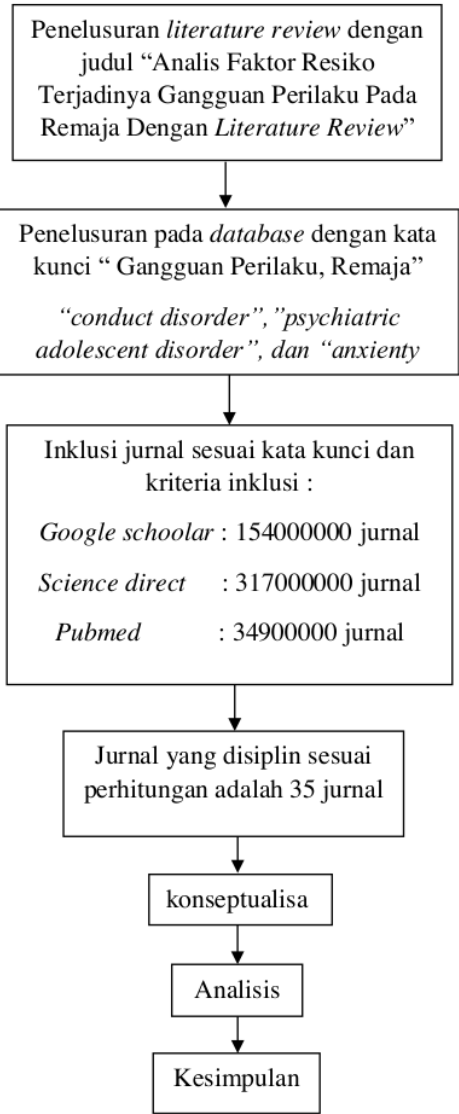 Penelusuran literature review dengan
judul “Analis Faktor Resiko
Terjadinya Gangguan Perilaku Pada
Remaja Dengan Literature Review”
Penelusuran pada database dengan kata
kunci “ Gangguan Perilaku, Remaja”
“conduct disorder”,”psychiatric
adolescent disorder”, dan “anxienty
Inklusi jurnal sesuai kata kunci dan
kriteria inklusi :
Google schoolar : 154000000 jurnal
Science direct : 317000000 jurnal
Pubmed : 34900000 jurnal
Jurnal yang disiplin sesuai
perhitungan adalah 35 jurnal
konseptualisa
Analisis
Kesimpulan